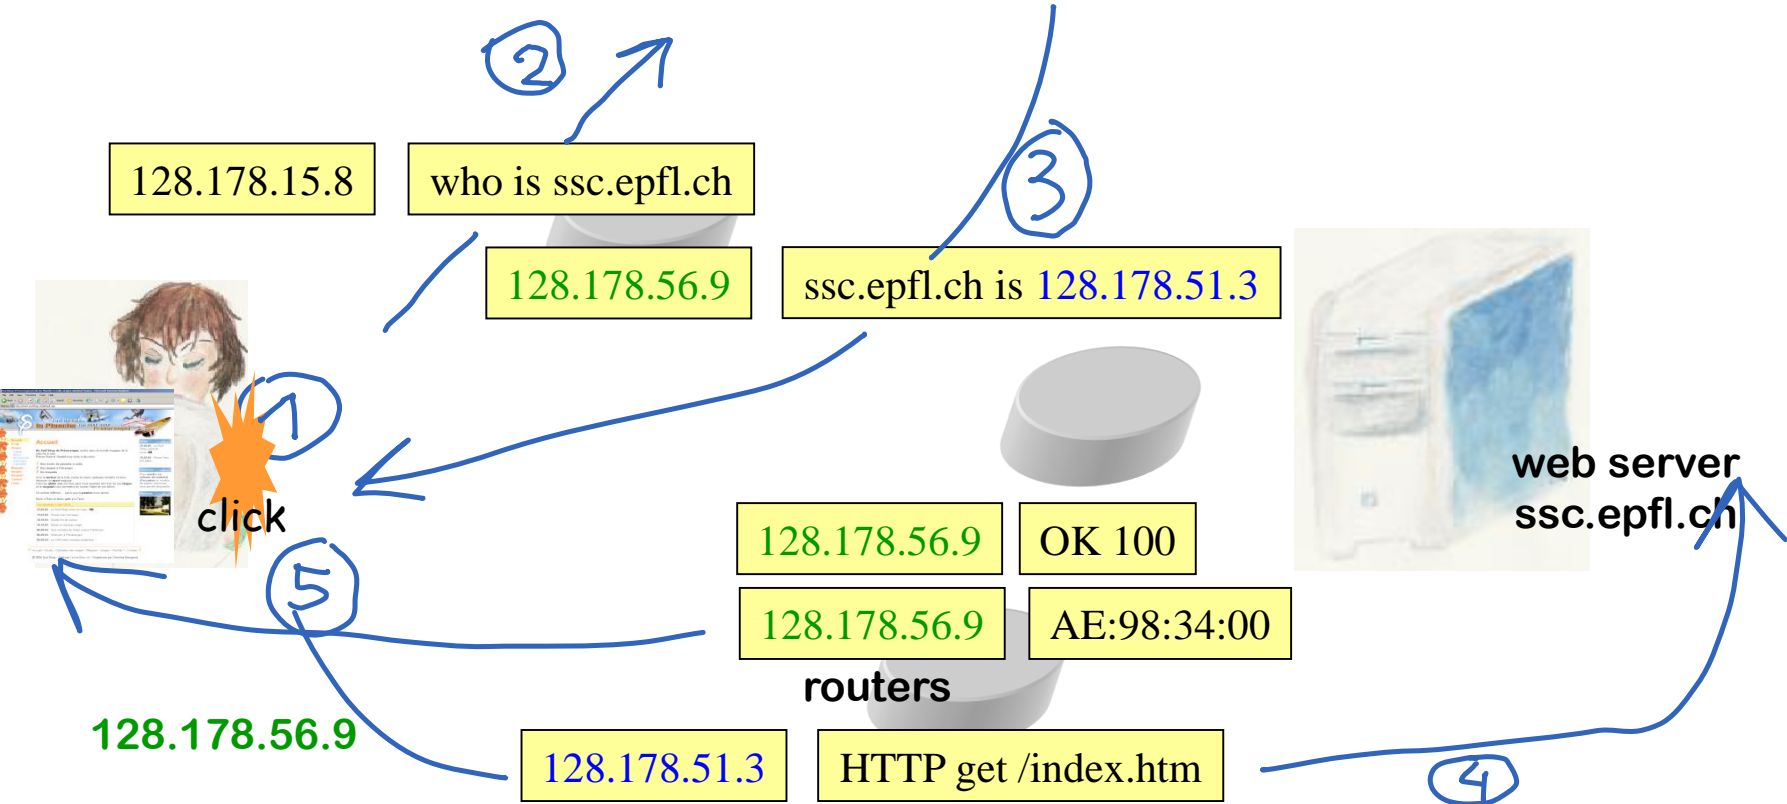 2
128.178.15.8 who is ssc.epfl.ch
3
128.178.56.9 ssc.epfl.ch is 128.178.51.3
1
la Planche
Accueil
click
web server
ssc.epfl.ch
128.178.56.9 OK 100
5
128.178.56.9 AE:98:34:00
routers
128.178.56.9
128.178.51.3 HTTP get /index.htm
4